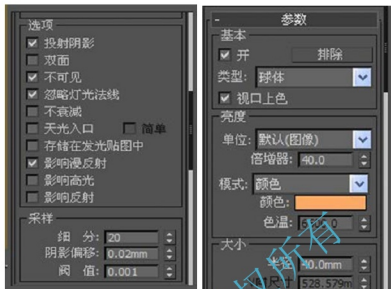 选项
投射阴影
双面
不可见
忽略灯光法线
不衰减
天光入口 简单
存储在发光贴图中
影响漫反射
影响高光
影响反射
采样
细 分: 20
阴影偏移: 0.02mm
阈 值: 0.001
- 参数
基本
开 排除
类型: 球体
视口上色
亮度
单位: 默认(图像)
倍增器: 40.0
模式: 颜色
颜色:
色温:
大小
半径 40.0mm
尺寸 528.579m
权所有